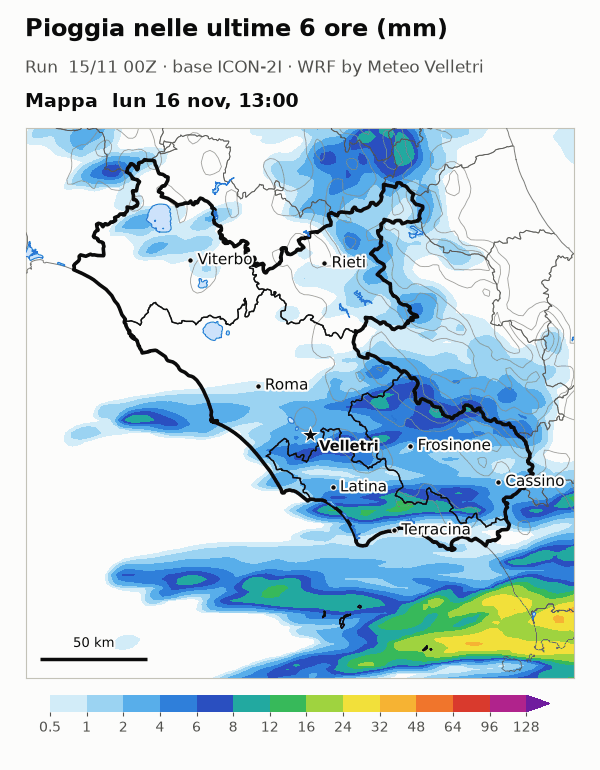 Pioggia nelle ultime 6 ore (mm)
Run  15/11 00Z · base ICON-2I · WRF by Meteo Velletri
Mappa  lun 16 nov, 13:00
Viterbo
Rieti
Roma
Velletri
Frosinone
Cassino
Latina
Terracina
50 km
0.5 1 2 4 6 8 12 16 24 32 48 64 96 128